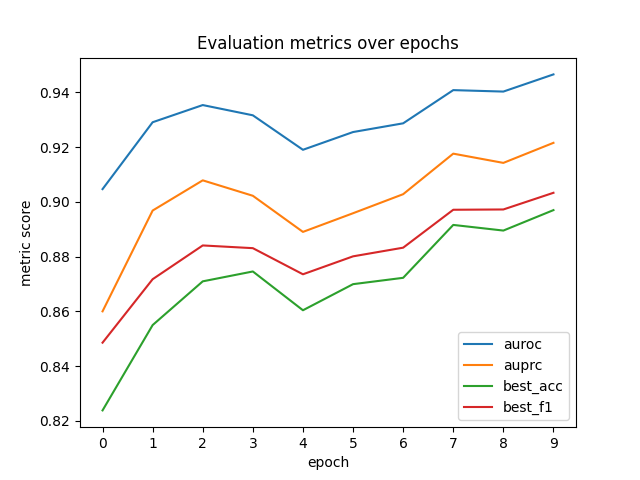 Evaluation metrics over epochs
metric score
0.94
0.92
0.90
0.88
0.86
0.84
0.82
auroc
auprc
best_acc
best_f1
0 1 2 3 4 5 6 7 8 9
epoch